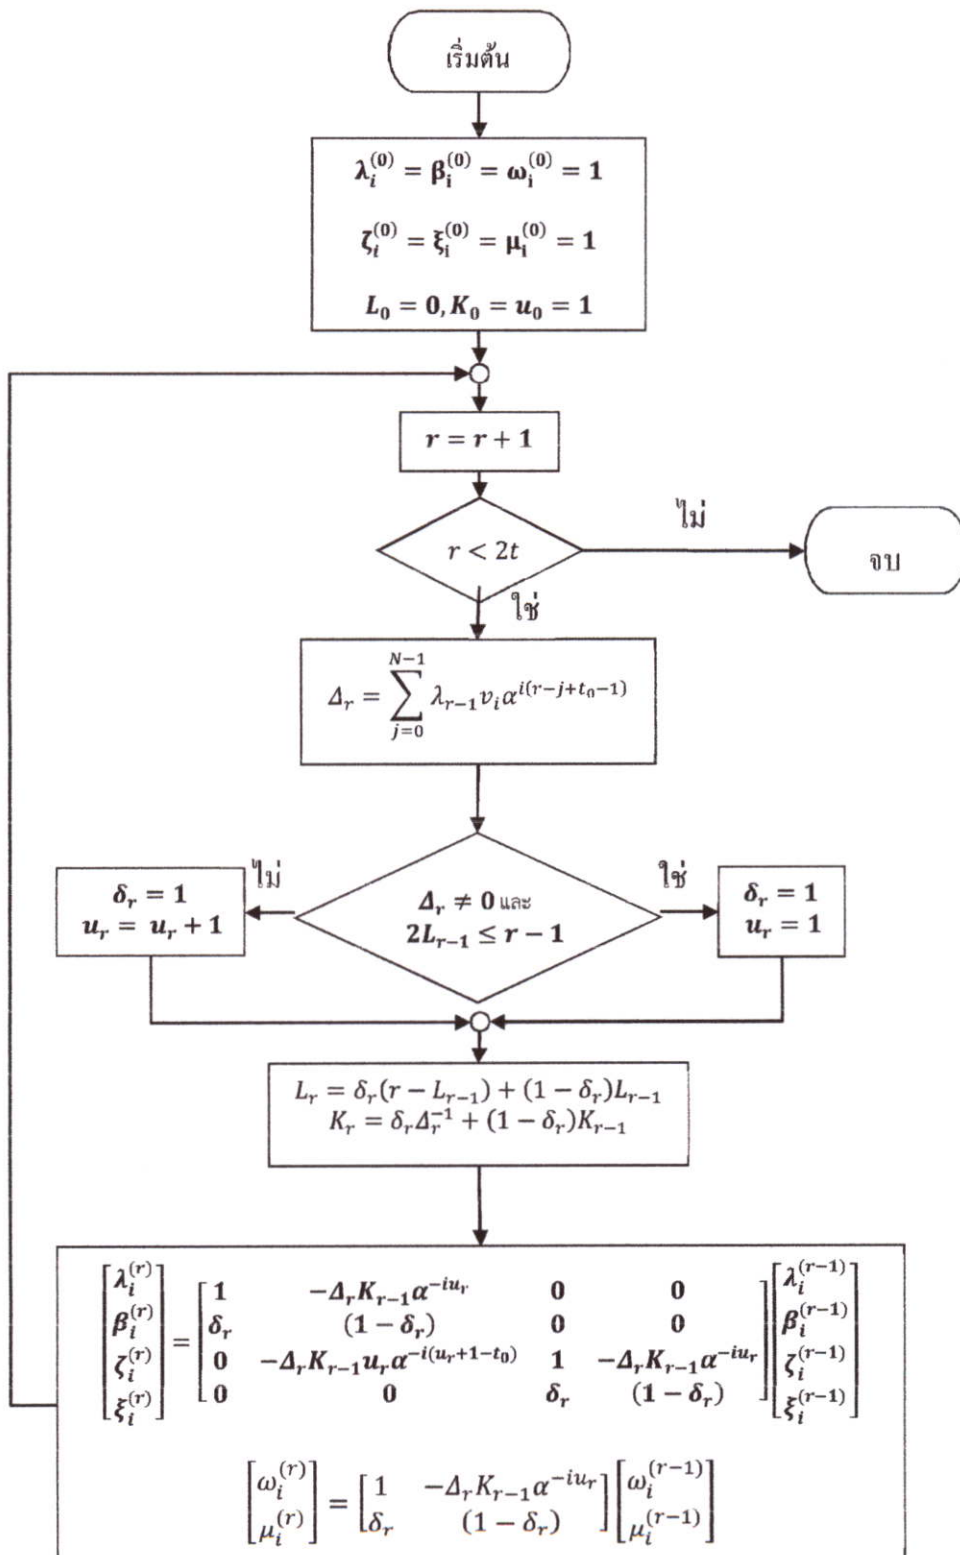 เริ่มต้น
λ_i^(0) = β_i^(0) = ω_i^(0) = 1
ζ_i^(0) = ξ_i^(0) = μ_i^(0) = 1
L_0 = 0, K_0 = u_0 = 1
r = r + 1
r < 2t
ไม่
จบ
ใช่
Δ_r = ∑_{j=0}^{N−1} λ_{r−1} v_i α^{i(r−j+t_0−1)}
ไม่
ใช่
δ_r = 1
u_r = u_r + 1
Δ_r ≠ 0 และ
2L_{r−1} ≤ r − 1
δ_r = 1
u_r = 1
L_r = δ_r(r − L_{r−1}) + (1 − δ_r)L_{r−1}
K_r = δ_r Δ_r^{−1} + (1 − δ_r)K_{r−1}
[λ_i^(r)] [1 −Δ_r K_{r−1} α^{−iu_r} 0 0] [λ_i^(r−1)]
[β_i^(r)] = [δ_r (1 − δ_r) 0 0] [β_i^(r−1)]
[ζ_i^(r)] [0 −Δ_r K_{r−1} u_r α^{−i(u_r+1−t_0)} 1 −Δ_r K_{r−1} α^{−iu_r}] [ζ_i^(r−1)]
[ξ_i^(r)] [0 0 δ_r (1 − δ_r)] [ξ_i^(r−1)]
[ω_i^(r)] = [1 −Δ_r K_{r−1} α^{−iu_r}] [ω_i^(r−1)]
[μ_i^(r)] [δ_r (1 − δ_r)] [μ_i^(r−1)]